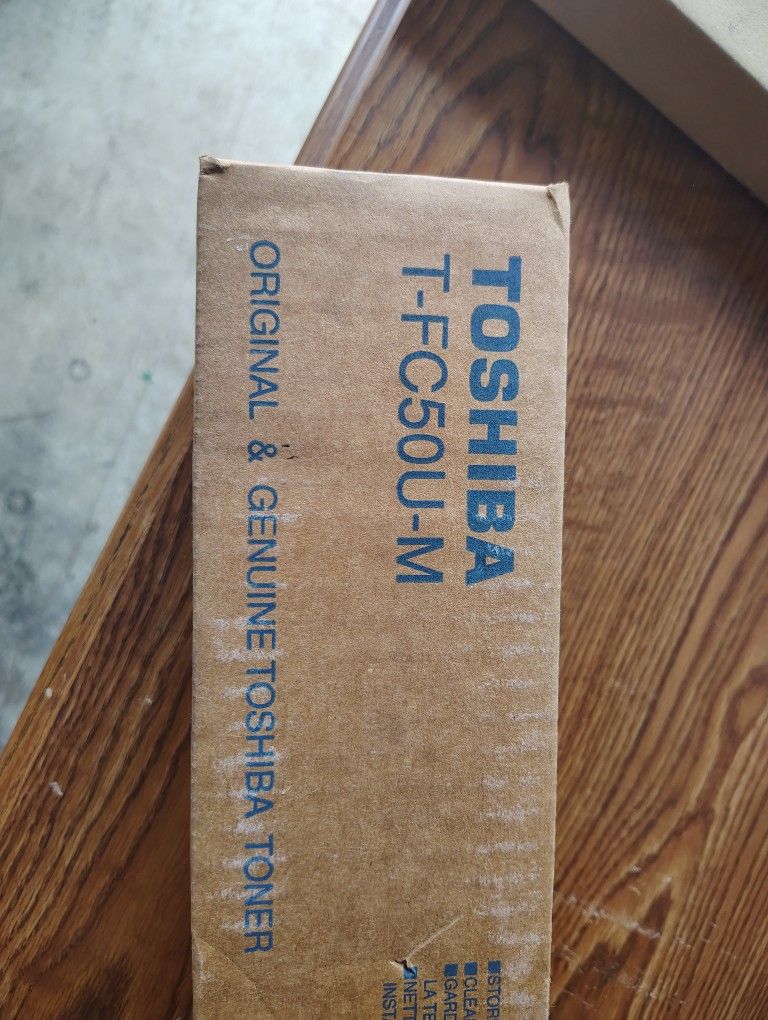 TOSHIBA
T-FC50U-M
ORIGINAL & GENUINE TOSHIBA TONER